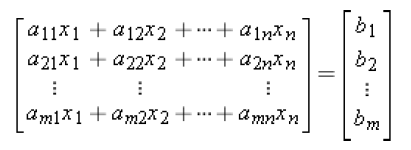 a₁₁x₁ + a₁₂x₂ + ⋯ + a₁ₙxₙ b₁
a₂₁x₁ + a₂₂x₂ + ⋯ + a₂ₙxₙ b₂
⋮ ⋮ ⋮ = ⋮
aₘ₁x₁ + aₘ₂x₂ + ⋯ + aₘₙxₙ bₘ